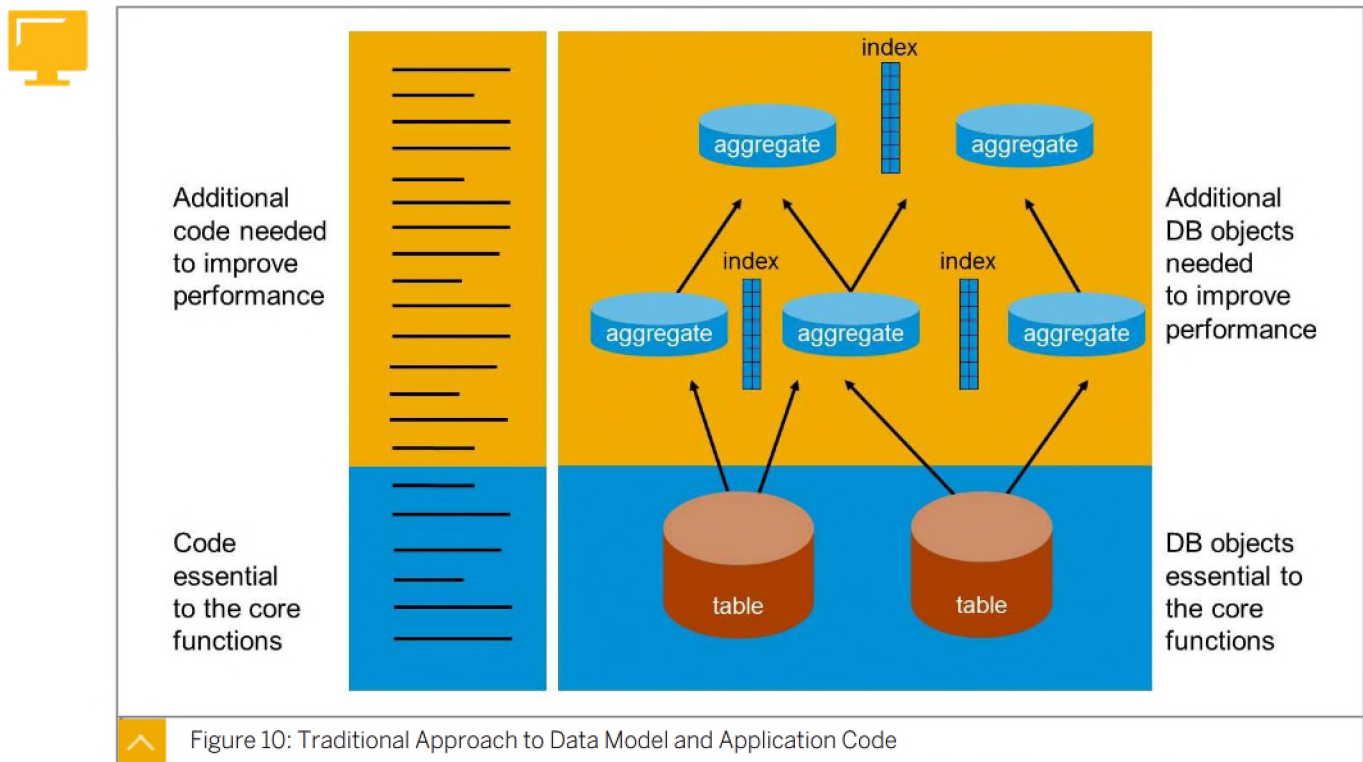 index
aggregate
aggregate
Additional
code needed
to improve
performance
Additional
DB objects
needed
to improve
performance
index
index
aggregate
aggregate
aggregate
Code
essential
to the core
functions
table
table
DB objects
essential to
the core
functions
Figure 10: Traditional Approach to Data Model and Application Code